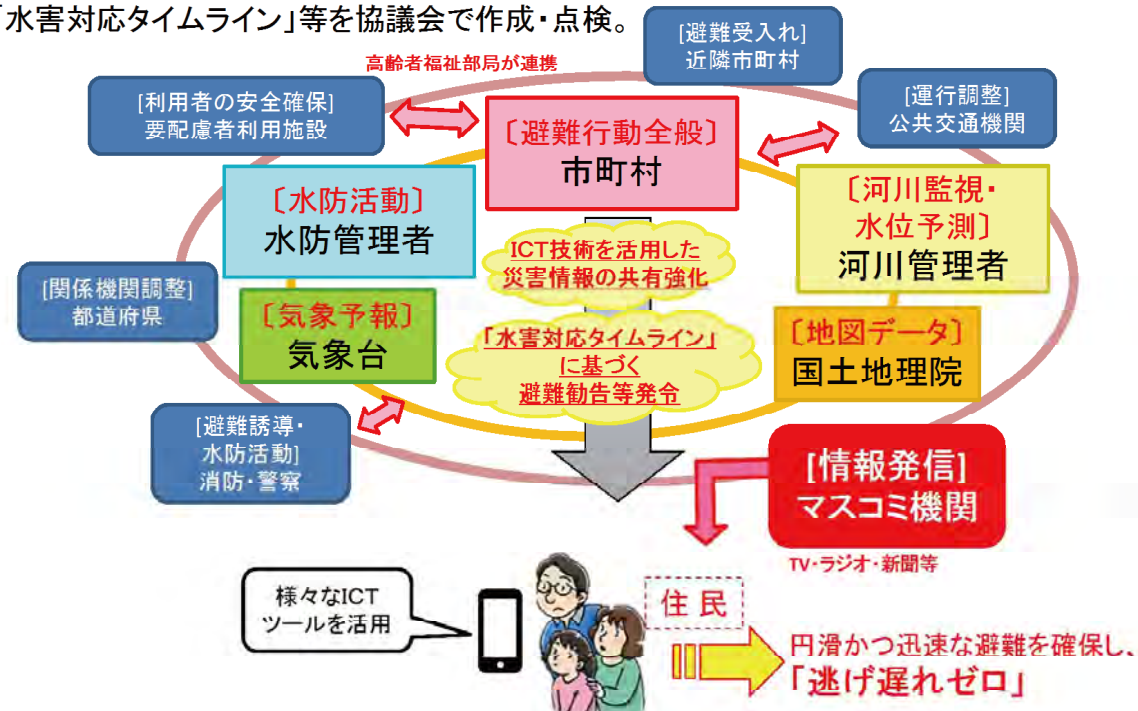 「水害対応タイムライン」等を協議会で作成・点検。
[避難受入れ]
近隣市町村
高齢者福祉部局が連携
[利用者の安全確保]
要配慮者利用施設
〔避難行動全般〕
市町村
[運行調整]
公共交通機関
〔水防活動〕
水防管理者
〔河川監視・
水位予測〕
河川管理者
ICT技術を活用した
災害情報の共有強化
[関係機関調整]
都道府県
〔気象予報〕
気象台
「水害対応タイムライン」
に基づく
避難勧告等発令
〔地図データ〕
国土地理院
[避難誘導・
水防活動]
消防・警察
[情報発信]
マスコミ機関
TV・ラジオ・新聞等
様々なICT
ツールを活用
住民
円滑かつ迅速な避難を確保し、
「逃げ遅れゼロ」